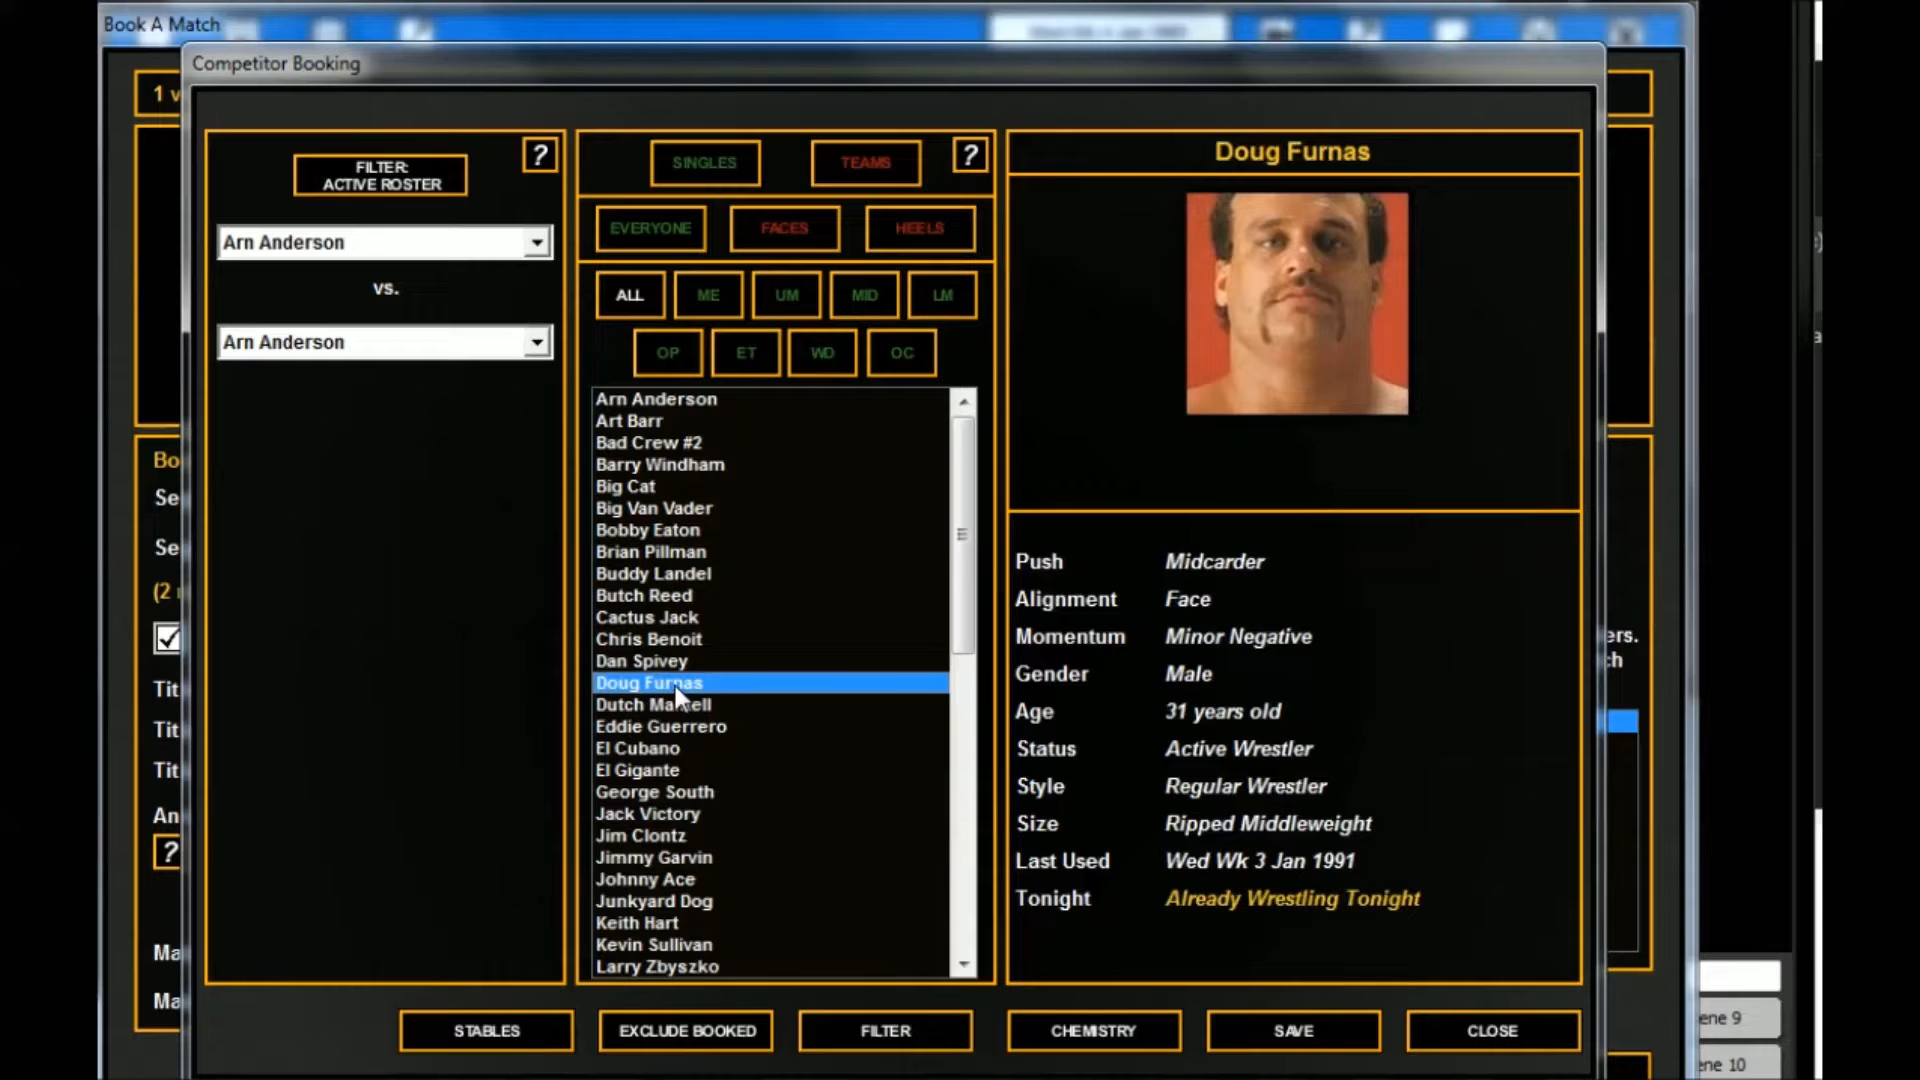 Book A Match
Competitor Booking
1 v
FILTER:
ACTIVE ROSTER
?
Arn Anderson
vs.
Arn Anderson
SINGLES
TEAMS
?
EVERYONE
FACES
HEELS
ALL
ME
UM
MID
LM
OP
ET
WD
OC
Arn Anderson
Art Barr
Bad Crew #2
Barry Windham
Big Cat
Big Van Vader
Bobby Eaton
Brian Pillman
Buddy Landel
Butch Reed
Cactus Jack
Chris Benoit
Dan Spivey
Doug Furnas
Dutch Mantell
Eddie Guerrero
El Cubano
El Gigante
George South
Jack Victory
Jim Clontz
Jimmy Garvin
Johnny Ace
Junkyard Dog
Keith Hart
Kevin Sullivan
Larry Zbyszko
Doug Furnas
Push Midcarder
Alignment Face
Momentum Minor Negative
Gender Male
Age 31 years old
Status Active Wrestler
Style Regular Wrestler
Size Ripped Middleweight
Last Used Wed Wk 3 Jan 1991
Tonight Already Wrestling Tonight
STABLES
EXCLUDE BOOKED
FILTER
CHEMISTRY
SAVE
CLOSE
Bo
Se
Se
(2
Tit
Tit
Tit
An
?
Ma
Ma
ers.
ch
ene 9
ene 10